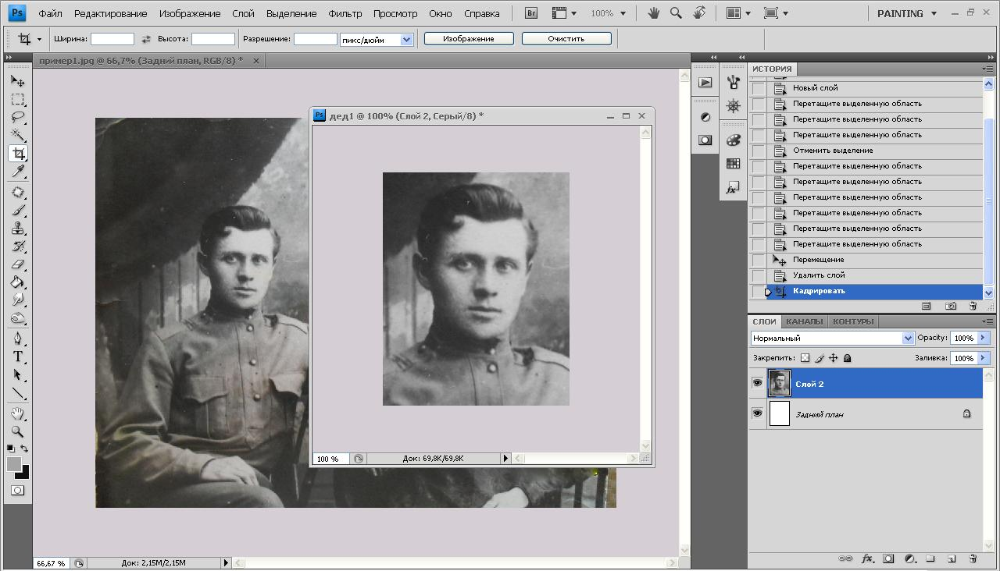 Ps Файл Редактирование Изображение Слой Выделение Фильтр Просмотр Окно Справка Br 100% PAINTING
Ширина: Высота: Разрешение: пикс/дюйм Изображение Очистить
пример1.jpg @ 66,7% (Задний план, RGB/8) *
Ps дед1 @ 100% (Слой 2, Серый/8) *
100 % Док: 69,8K/69,8K
66,67 % Док: 2,15M/2,15M
ИСТОРИЯ
Новый слой
Перетащите выделенную область
Перетащите выделенную область
Перетащите выделенную область
Отменить выделение
Перетащите выделенную область
Перетащите выделенную область
Перетащите выделенную область
Перетащите выделенную область
Перетащите выделенную область
Перетащите выделенную область
Перемещение
Удалить слой
Кадрировать
СЛОИ КАНАЛЫ КОНТУРЫ
Нормальный Opacity: 100%
Закрепить: Заливка: 100%
Слой 2
Задний план